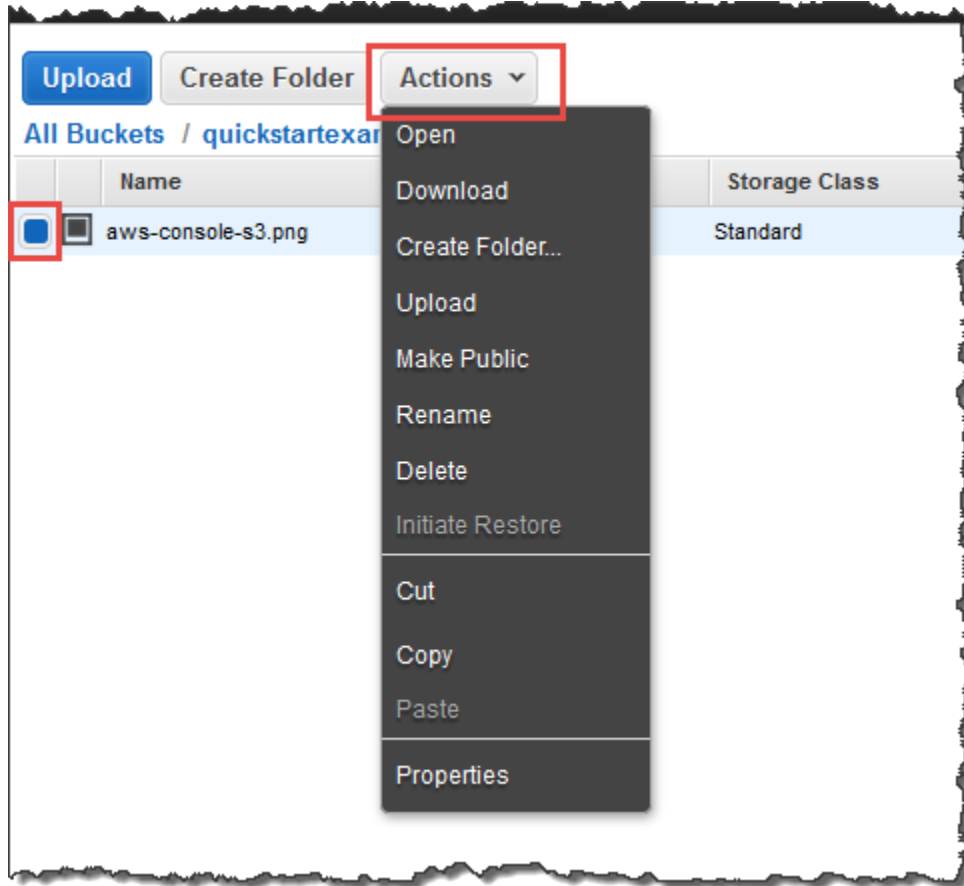 Upload Create Folder Actions
All Buckets / quickstartexa
Name Storage Class
aws-console-s3.png Standard
Open
Download
Create Folder...
Upload
Make Public
Rename
Delete
Initiate Restore
Cut
Copy
Paste
Properties